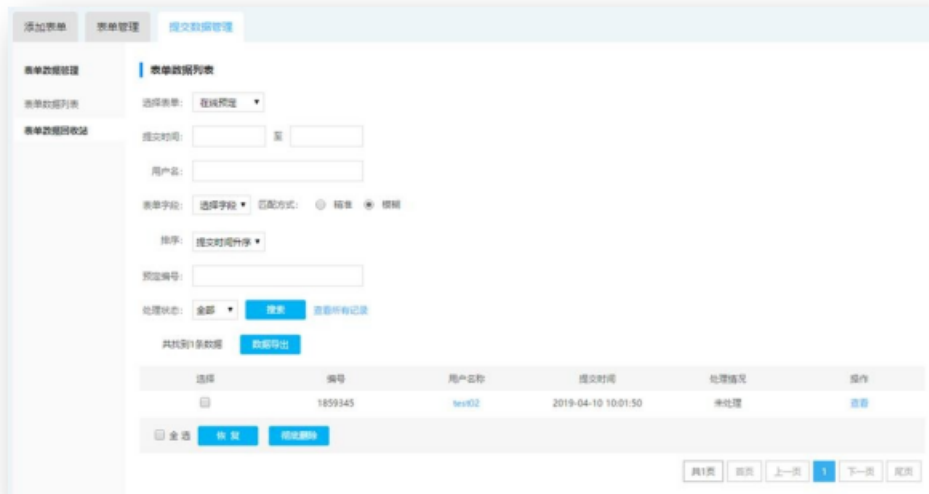 添加表单 表单管理 提交数据管理
表单数据管理
表单数据列表
表单数据回收站
表单数据列表
选择表单: 在线预定
提交时间: 至
用户名:
表单字段: 选择字段 匹配方式: 精准 模糊
排序: 提交时间升序
预定编号:
处理状态: 全部 搜索 查看所有记录
共找到1条数据 数据导出
选择 编号 用户名称 提交时间 处理情况 操作
1859345 test02 2019-04-10 10:01:50 未处理 查看
全选 恢 复 彻底删除
共1页 首页 上一页 1 下一页 尾页